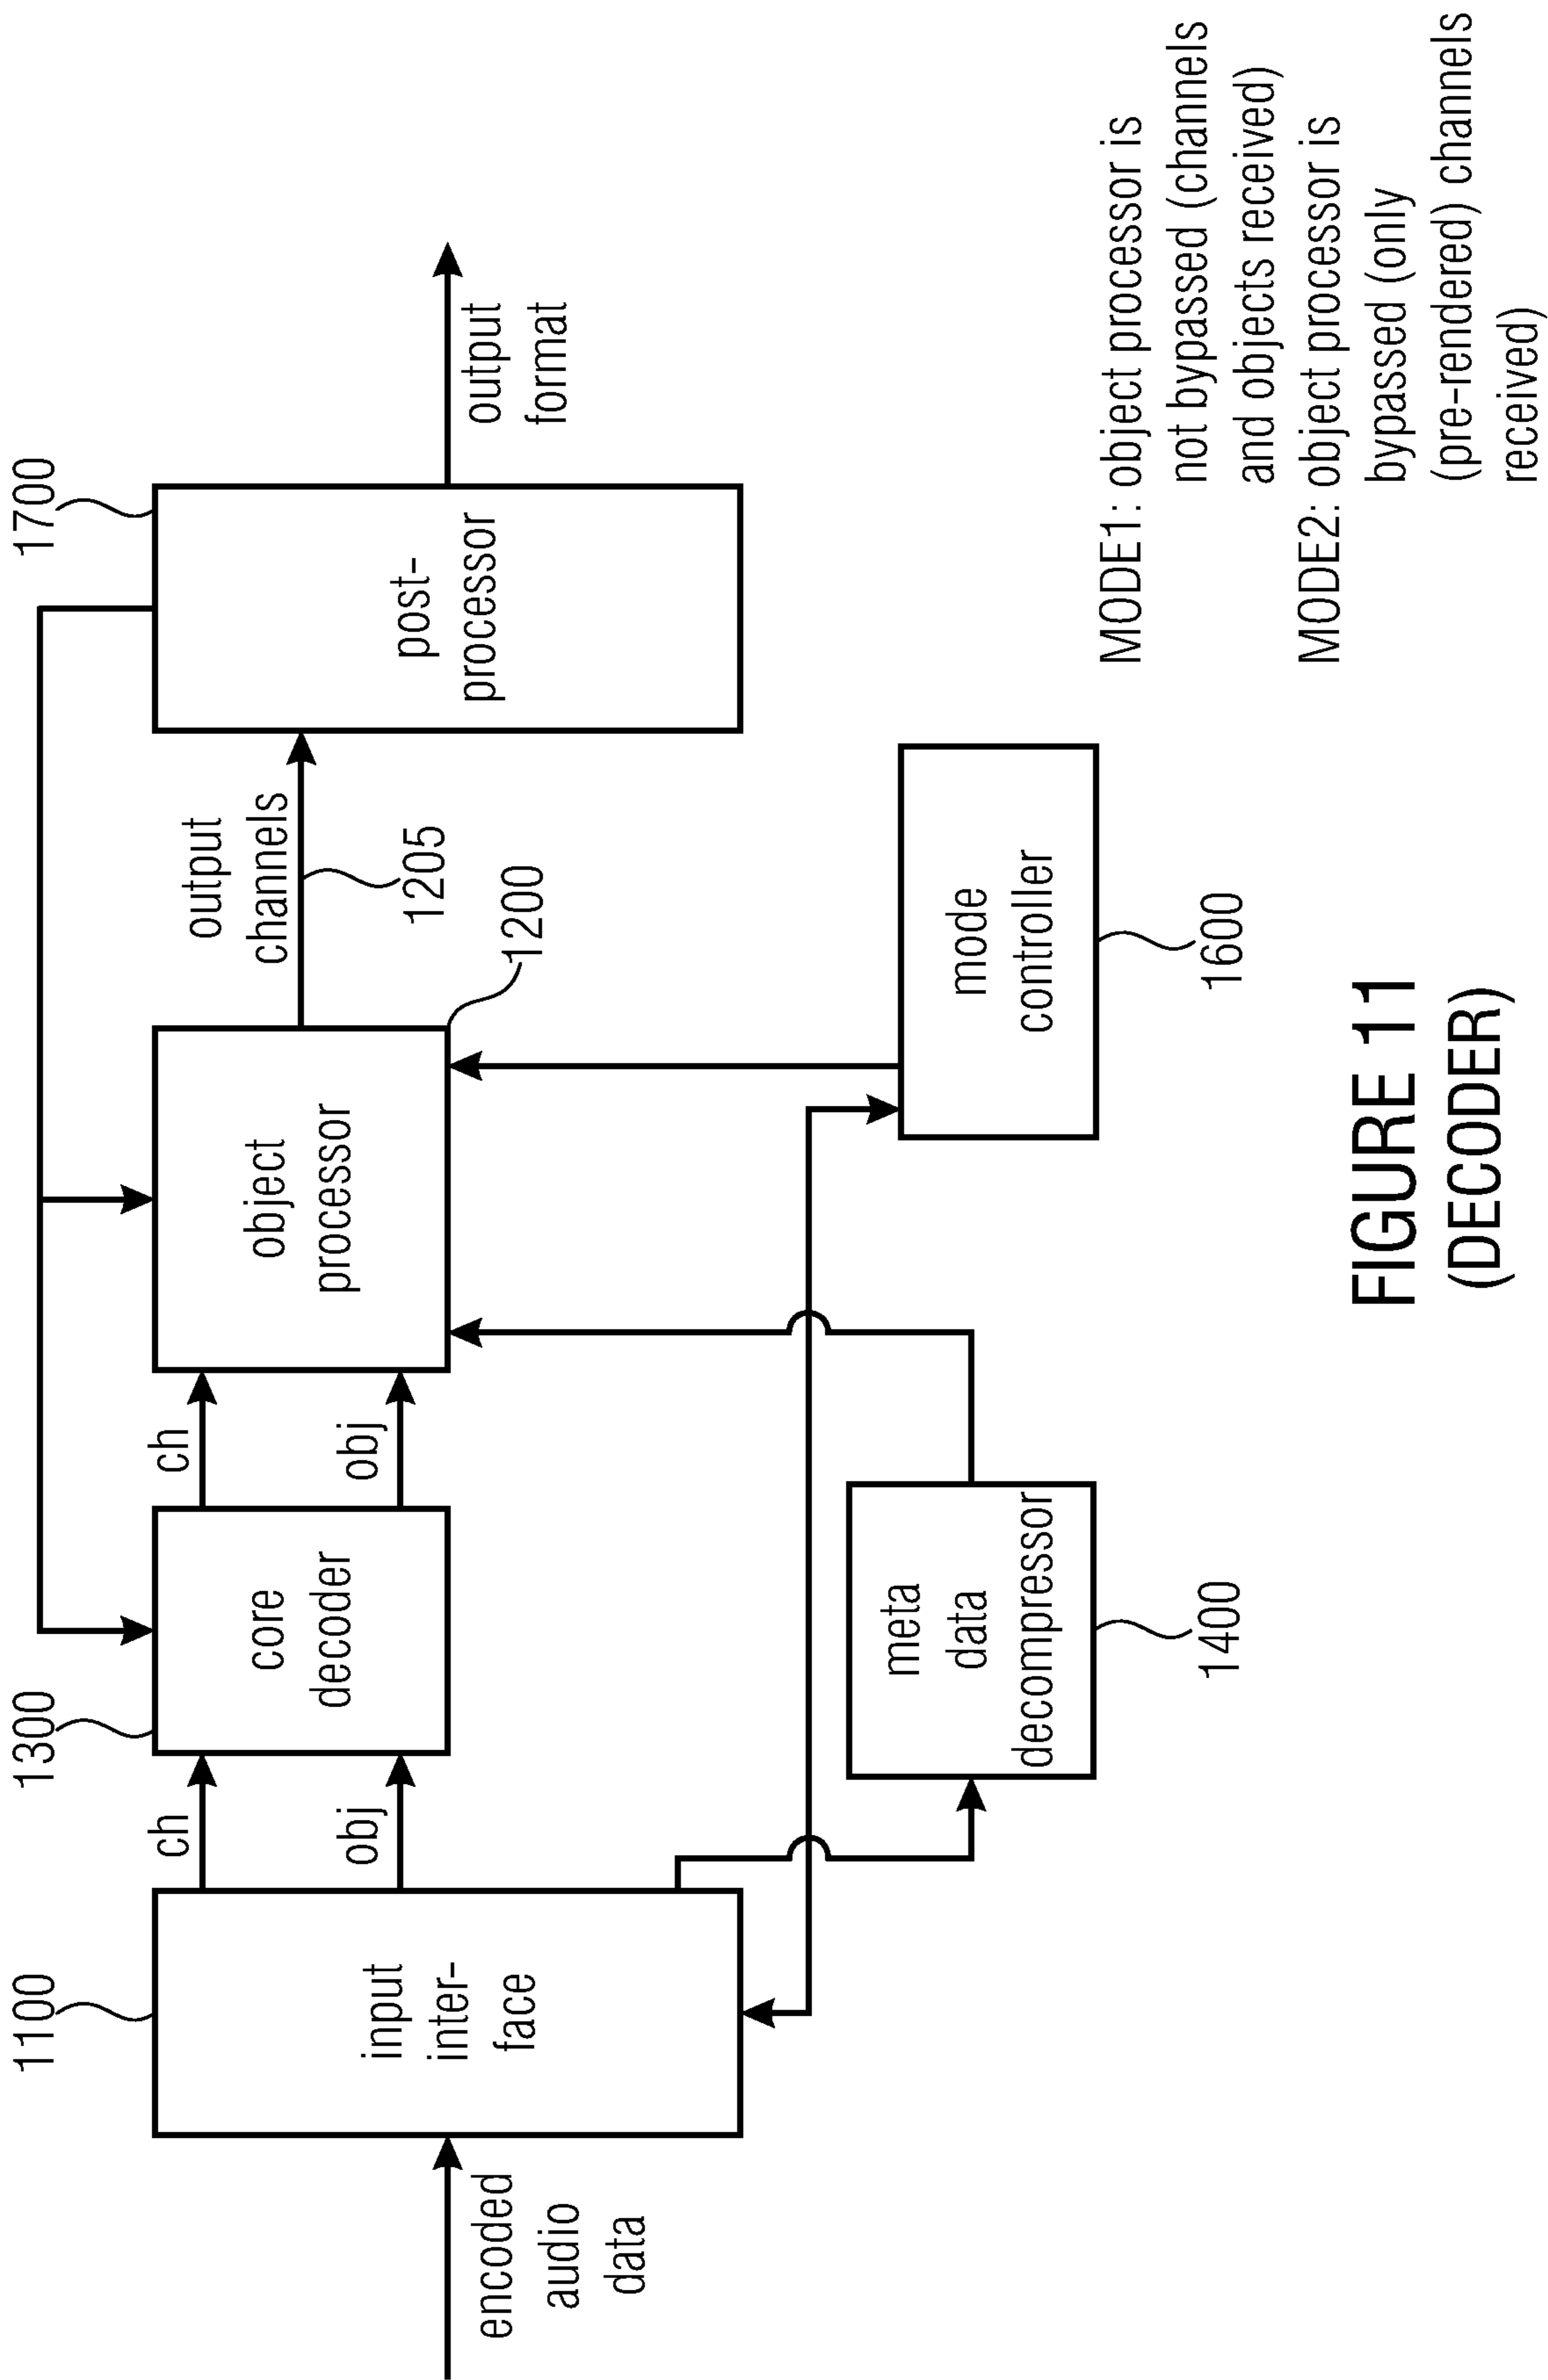 1100
1300
1700
encoded
audio
data
input
inter-
face
ch
obj
core
decoder
ch
obj
object
processor
1200
output
channels
1205
post-
processor
output
format
meta
data
decompressor
1400
mode
controller
1600
MODE1: object processor is
not bypassed (channels
and objects received)
MODE2: object processor is
bypassed (only
(pre-rendered) channels
received)
FIGURE 11
(DECODER)